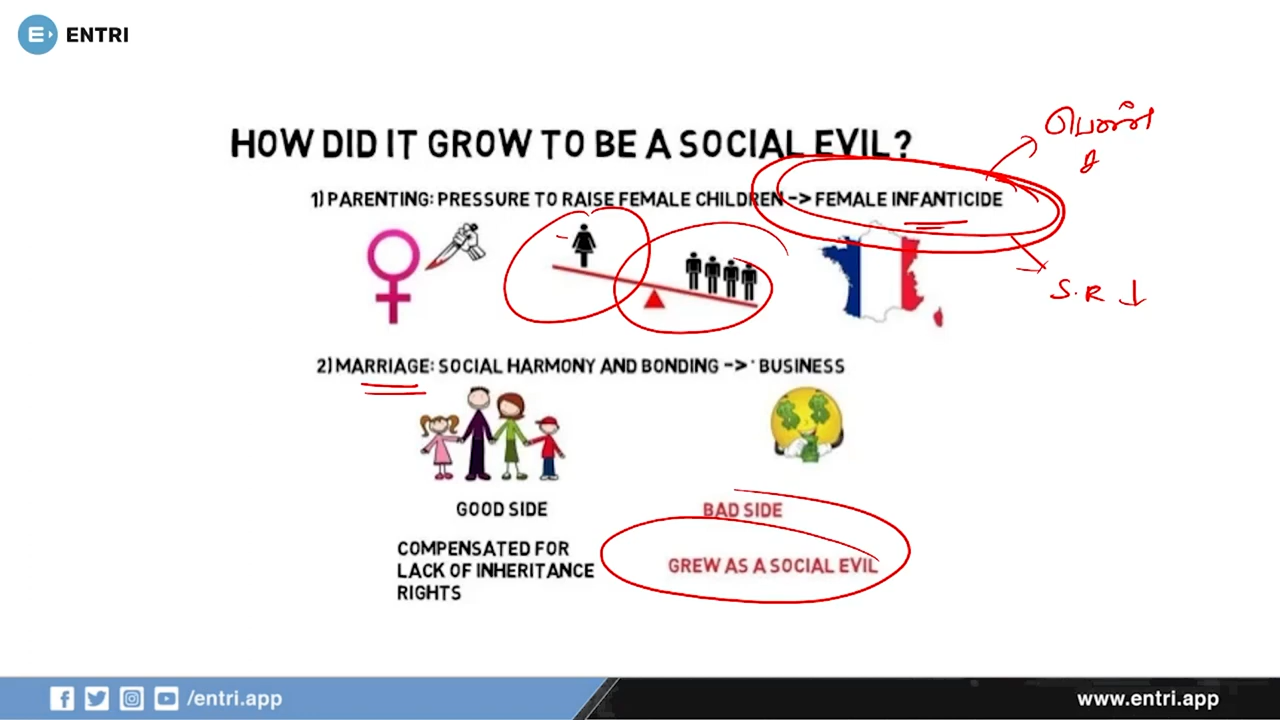 ENTRI
HOW DID IT GROW TO BE A SOCIAL EVIL?
1) PARENTING: PRESSURE TO RAISE FEMALE CHILDREN -> FEMALE INFANTICIDE
S.R ↓
2) MARRIAGE: SOCIAL HARMONY AND BONDING -> BUSINESS
GOOD SIDE
BAD SIDE
COMPENSATED FOR
LACK OF INHERITANCE
RIGHTS
GREW AS A SOCIAL EVIL
/entri.app
www.entri.app